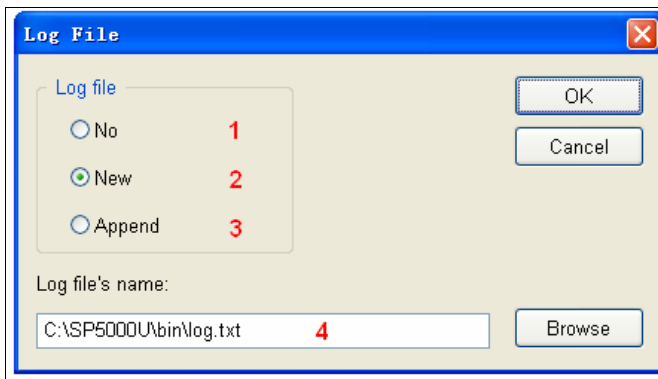 Log File
Log file
No 1
New 2
Append 3
OK
Cancel
Log file's name:
C:\SP5000U\bin\log.txt 4
Browse